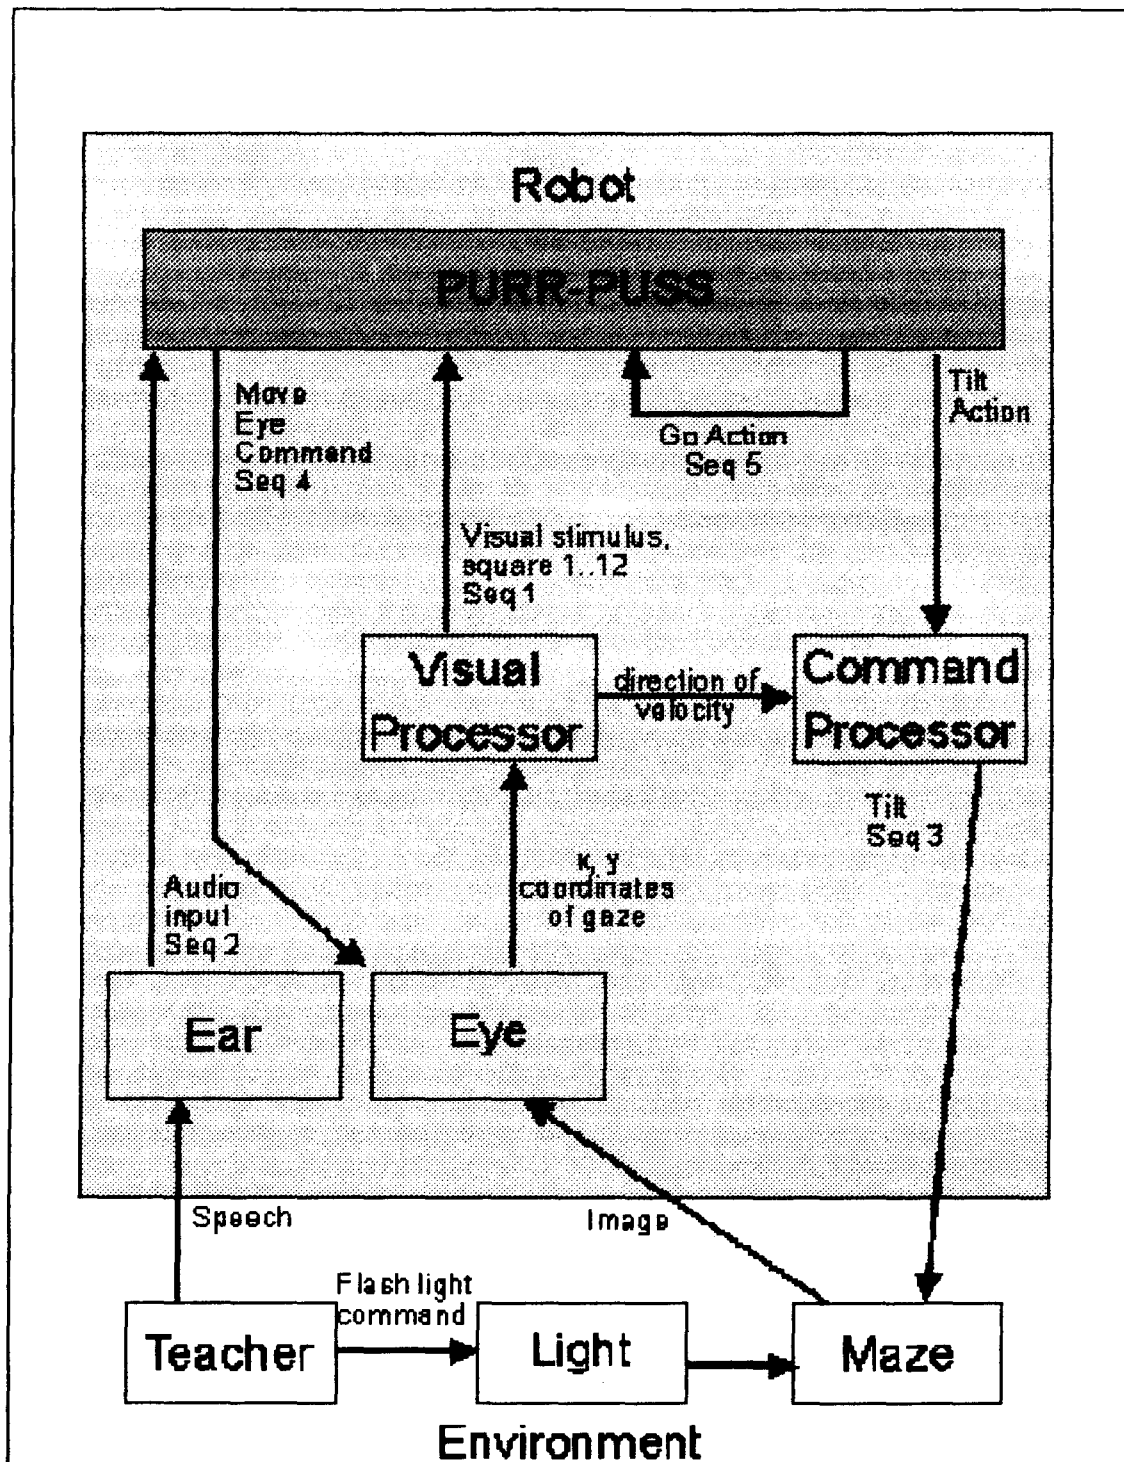 Robot
PURR-PUSS
Move
Eye
Command
Seq 4
Tilt
Action
Go Action
Seq 5
Visual stimulus,
square 1..12
Seq 1
Visual
Processor
direction of
velocity
Command
Processor
Tilt
Seq 3
x, y
coordinates
of gaze
Audio
input
Seq 2
Ear
Eye
Speech
Image
Flash light
command
Teacher
Light
Maze
Environment